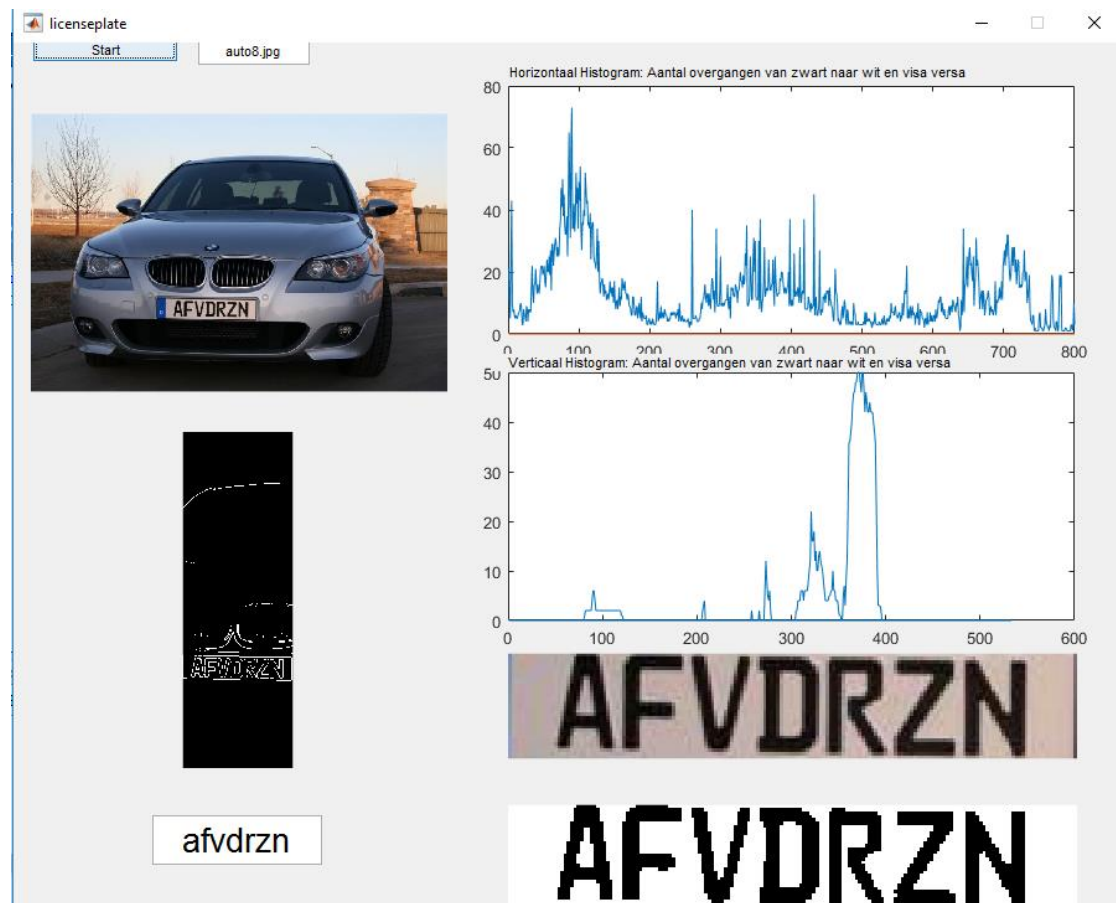 licenseplate
Start
auto8.jpg
Horizontaal Histogram: Aantal overgangen van zwart naar wit en visa versa
80
60
40
20
0
0 100 200 300 400 500 600 700 800
Verticaal Histogram: Aantal overgangen van zwart naar wit en visa versa
50
40
30
20
10
0
0 100 200 300 400 500 600
AFVDRZN
AFVDRZN
AFVDRZN
afvdrzn
AFVDRZN